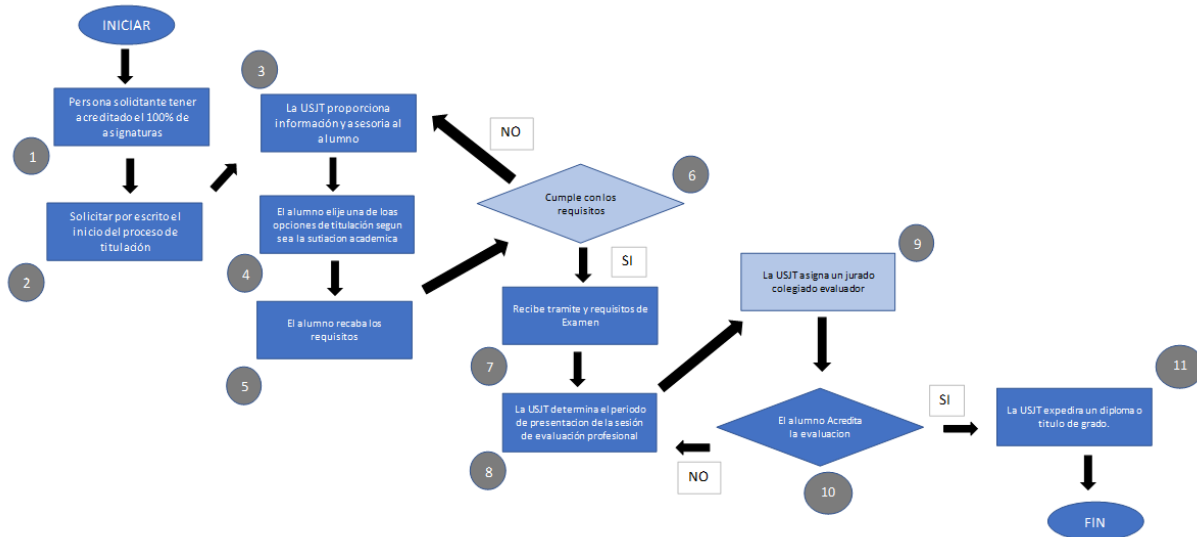 INICIAR
Persona solicitante tener
acreditado el 100% de
asignaturas
1
Solicitar por escrito el
inicio del proceso de
titulación
2
3
La USJT proporciona
información y asesoria al
alumno
El alumno elije una de loas
opciones de titulación segun
sea la sutiacion academica
4
El alumno recaba los
requisitos
5
NO
Cumple con los
requisitos
6
SI
Recibe tramite y requisitos de
Examen
7
La USJT determina el periodo
de presentacion de la sesión
de evaluación profesional
8
9
La USJT asigna un jurado
colegiado evaluador
El alumno Acredita
la evaluacion
10
NO
SI
11
La USJT expedira un diploma o
titulo de grado.
FIN